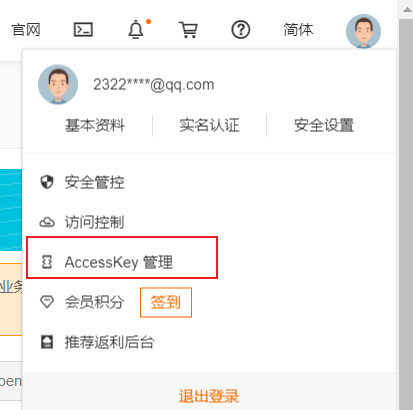 官网 简体
2322****@qq.com
基本资料 实名认证 安全设置
安全管控
访问控制
AccessKey 管理
业务
会员积分 签到
推荐返利后台
pen
退出登录